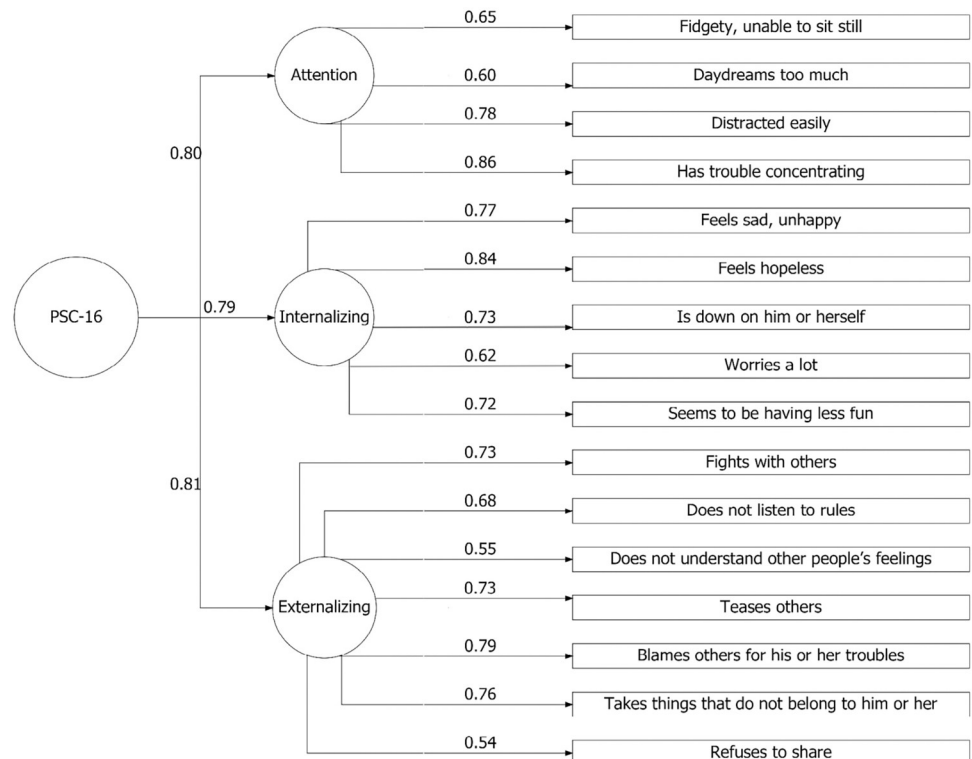 0.65
Fidgety, unable to sit still
Attention
0.60
Daydreams too much
0.78
Distracted easily
0.80
0.86
Has trouble concentrating
0.77
Feels sad, unhappy
0.84
Feels hopeless
PSC-16
0.79
Internalizing
0.73
Is down on him or herself
0.62
Worries a lot
0.72
Seems to be having less fun
0.73
Fights with others
0.81
0.68
Does not listen to rules
0.55
Does not understand other people’s feelings
Externalizing
0.73
Teases others
0.79
Blames others for his or her troubles
0.76
Takes things that do not belong to him or her
0.54
Refuses to share